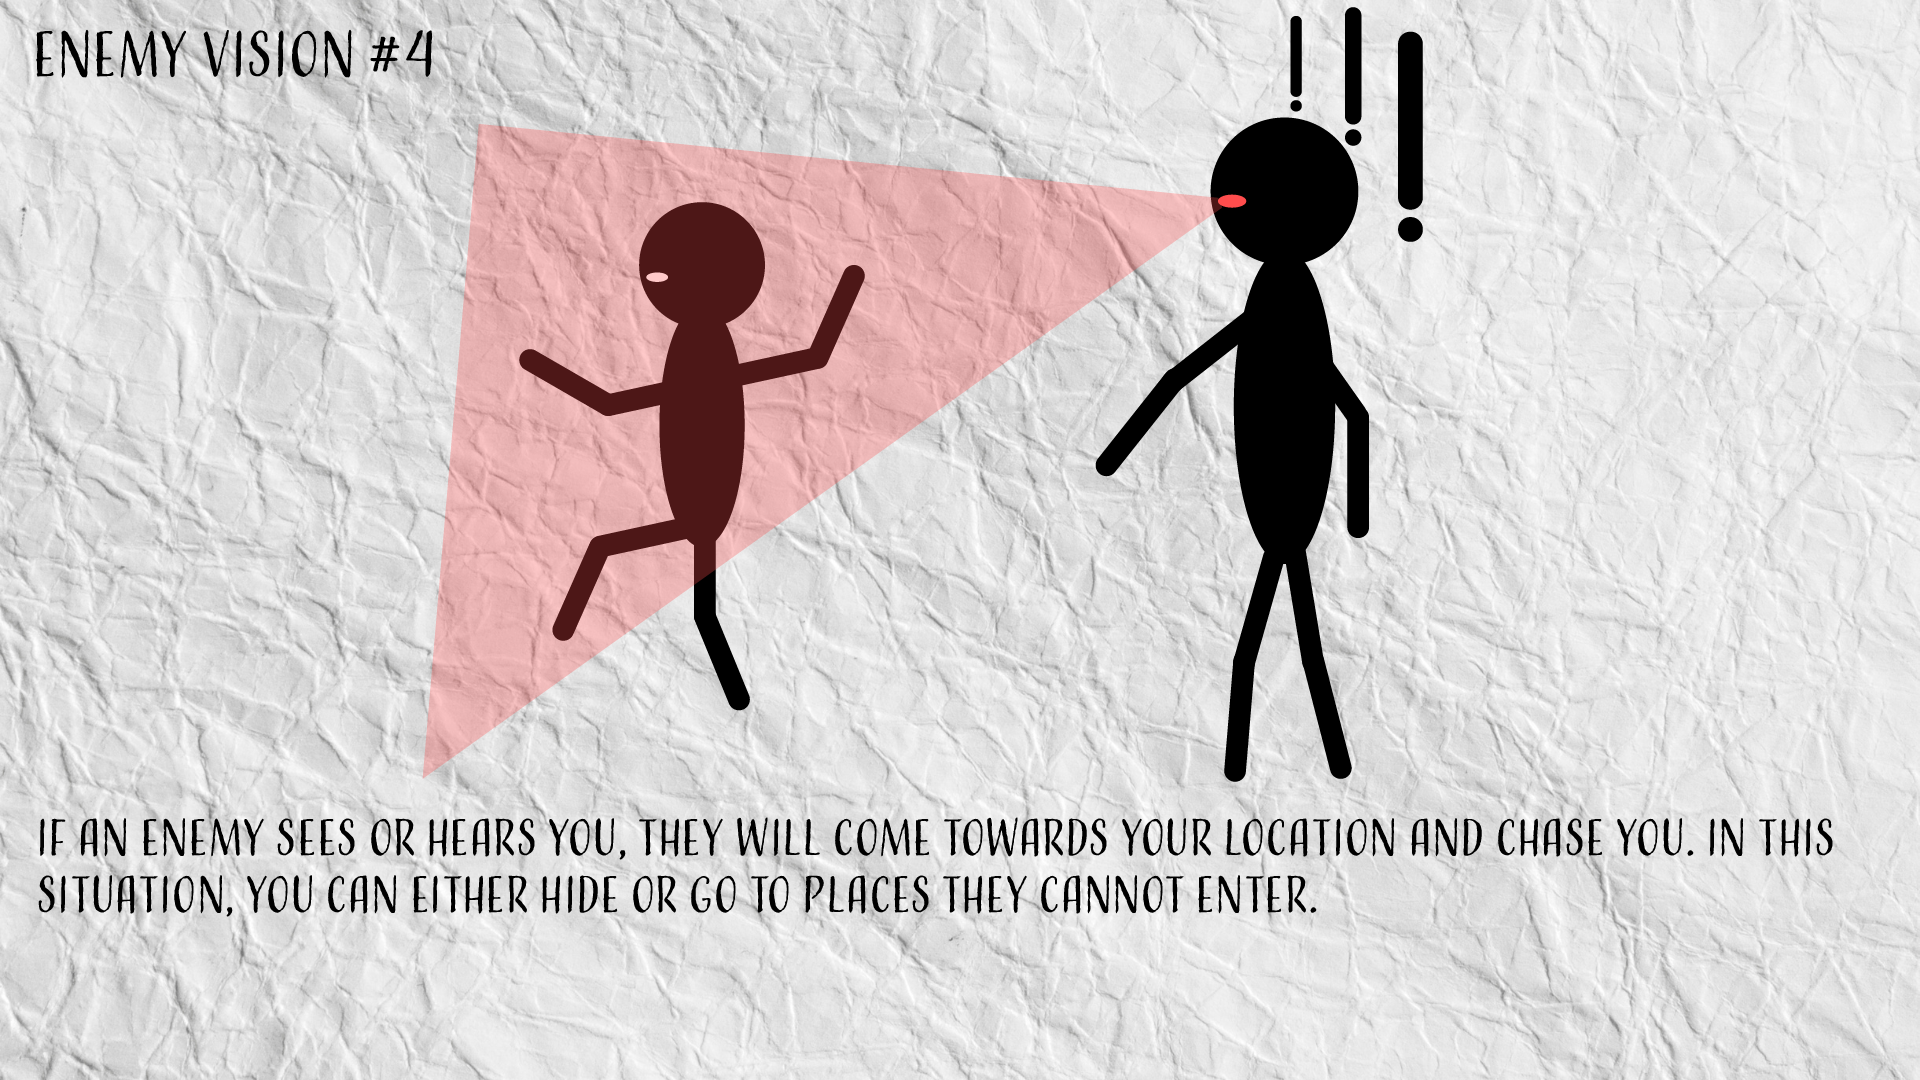 ENEMY VISION #4
IF AN ENEMY SEES OR HEARS YOU, THEY WILL COME TOWARDS YOUR LOCATION AND CHASE YOU. IN THIS
SITUATION, YOU CAN EITHER HIDE OR GO TO PLACES THEY CANNOT ENTER.